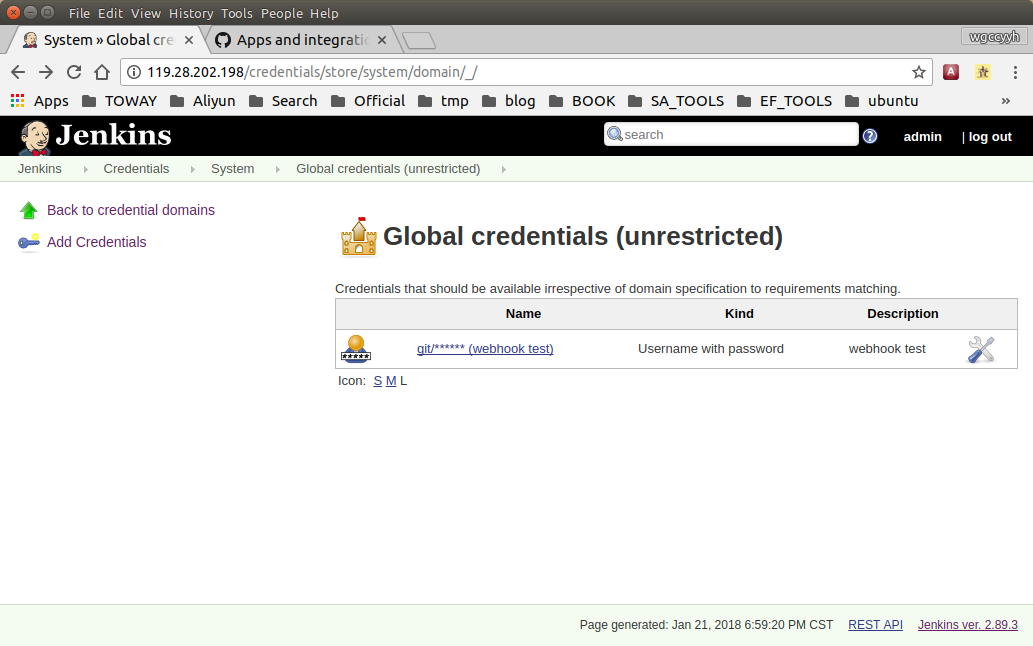 File Edit View History Tools People Help
System » Global cre
Apps and integratio
wgccyyh
119.28.202.198/credentials/store/system/domain/_/
A
Apps TOWAY Aliyun Search Official tmp blog BOOK SA_TOOLS EF_TOOLS ubuntu »
Jenkins
search
admin | log out
Jenkins Credentials System Global credentials (unrestricted)
Back to credential domains
Add Credentials
Global credentials (unrestricted)
Credentials that should be available irrespective of domain specification to requirements matching.
Name Kind Description
git/****** (webhook test) Username with password webhook test
Icon: S M L
Page generated: Jan 21, 2018 6:59:20 PM CST REST API Jenkins ver. 2.89.3